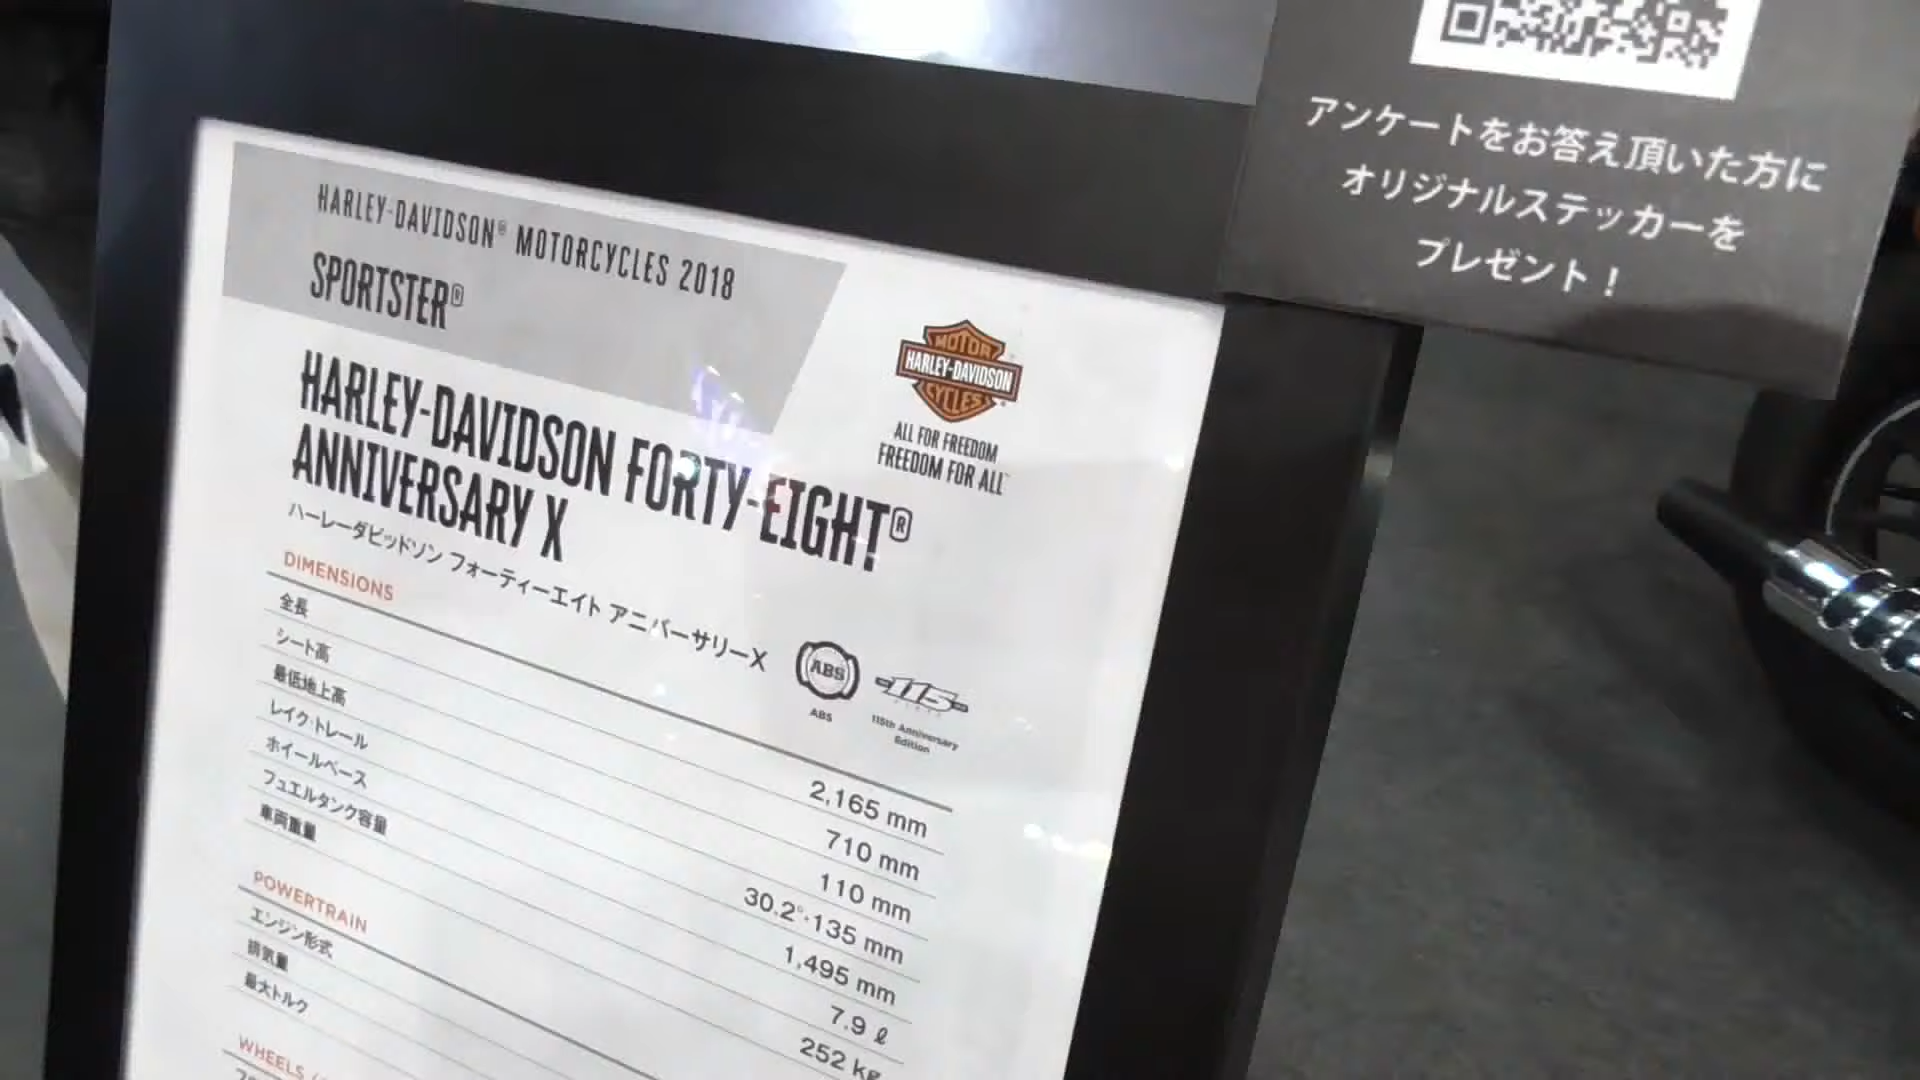 アンケートをお答え頂いた方に
オリジナルステッカーを
プレゼント!
HARLEY-DAVIDSON® MOTORCYCLES 2018
SPORTSTER®
MOTOR
HARLEY-DAVIDSON
CYCLES
ALL FOR FREEDOM
FREEDOM FOR ALL™
HARLEY-DAVIDSON FORTY-EIGHT®
ANNIVERSARY X
ハーレーダビッドソン フォーティーエイト アニバーサリーX
ABS
ABS
115
115th Anniversary
Edition
DIMENSIONS
全長 2,165 mm
シート高 710 mm
最低地上高 110 mm
レイク・トレール 30.2°・135 mm
ホイールベース 1,495 mm
フュエルタンク容量 7.9 ℓ
車両重量 252 kg
POWERTRAIN
エンジン形式
排気量
最大トルク
WHEELS